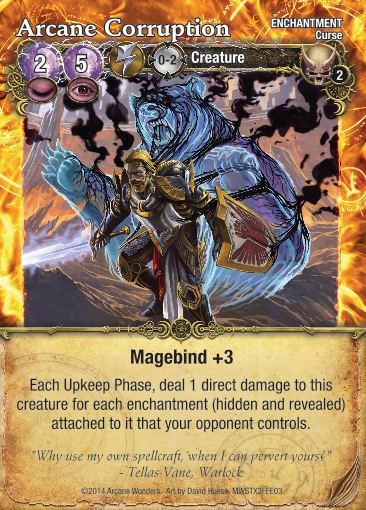 Arcane Corruption
ENCHANTMENT
Curse
2 5 0-2 Creature
2
Magebind +3
Each Upkeep Phase, deal 1 direct damage to this
creature for each enchantment (hidden and revealed)
attached to it that your opponent controls.
"Why use my own spellcraft, when I can pervert yours?"
- Tellas Vane, Warlock
©2014 Arcane Wonders. Art by David Hueso. MWSTX2FFE03